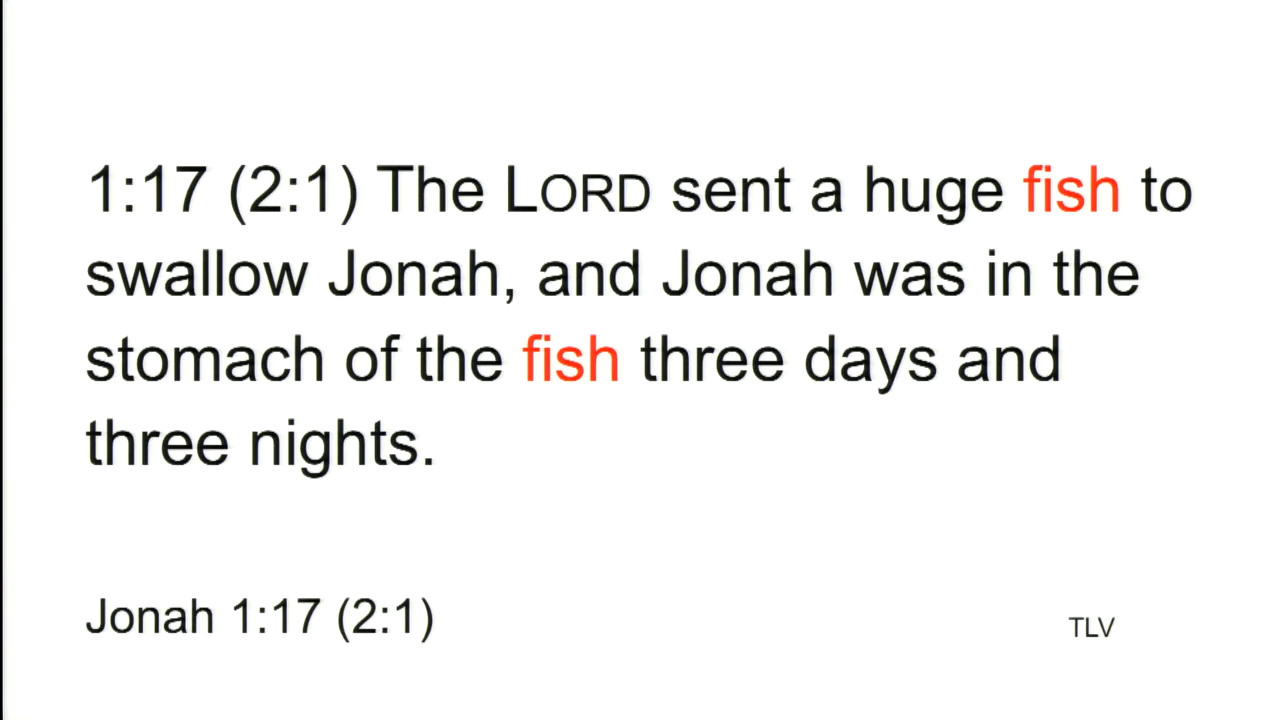 1:17 (2:1) The LORD sent a huge fish to
swallow Jonah, and Jonah was in the
stomach of the fish three days and
three nights.
Jonah 1:17 (2:1)
TLV